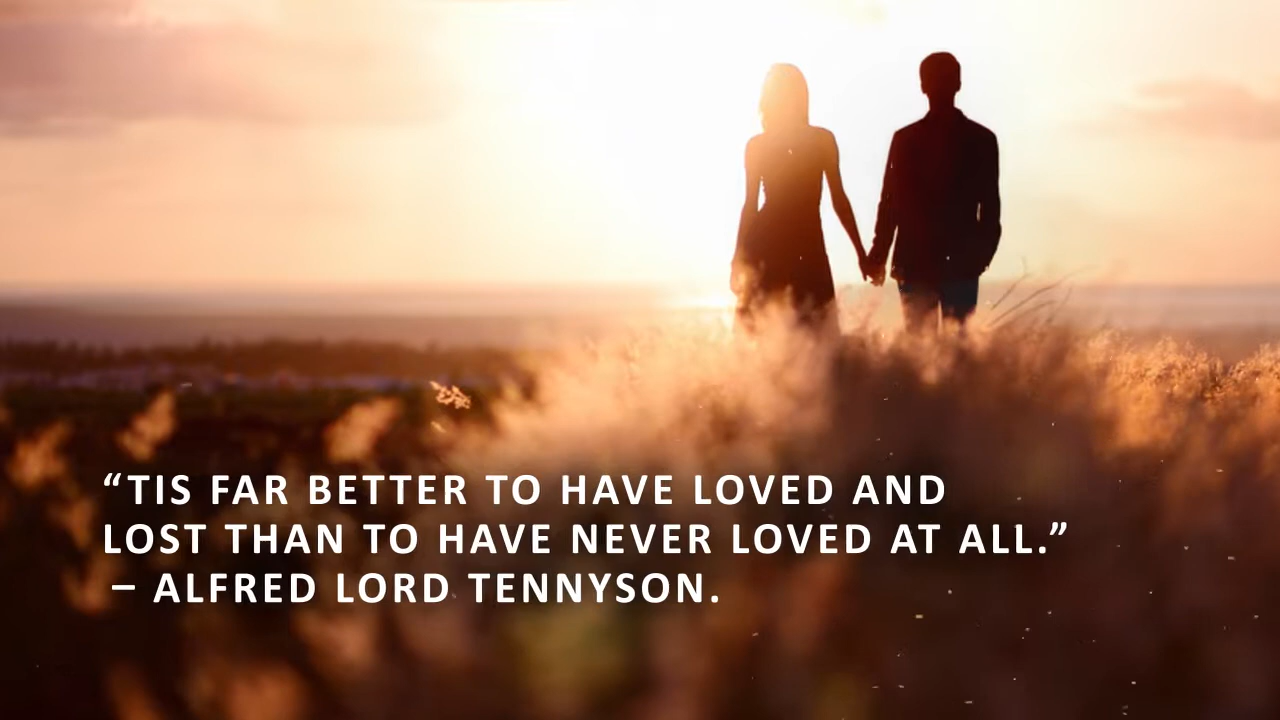 “TIS FAR BETTER TO HAVE LOVED AND
LOST THAN TO HAVE NEVER LOVED AT ALL.”
– ALFRED LORD TENNYSON.